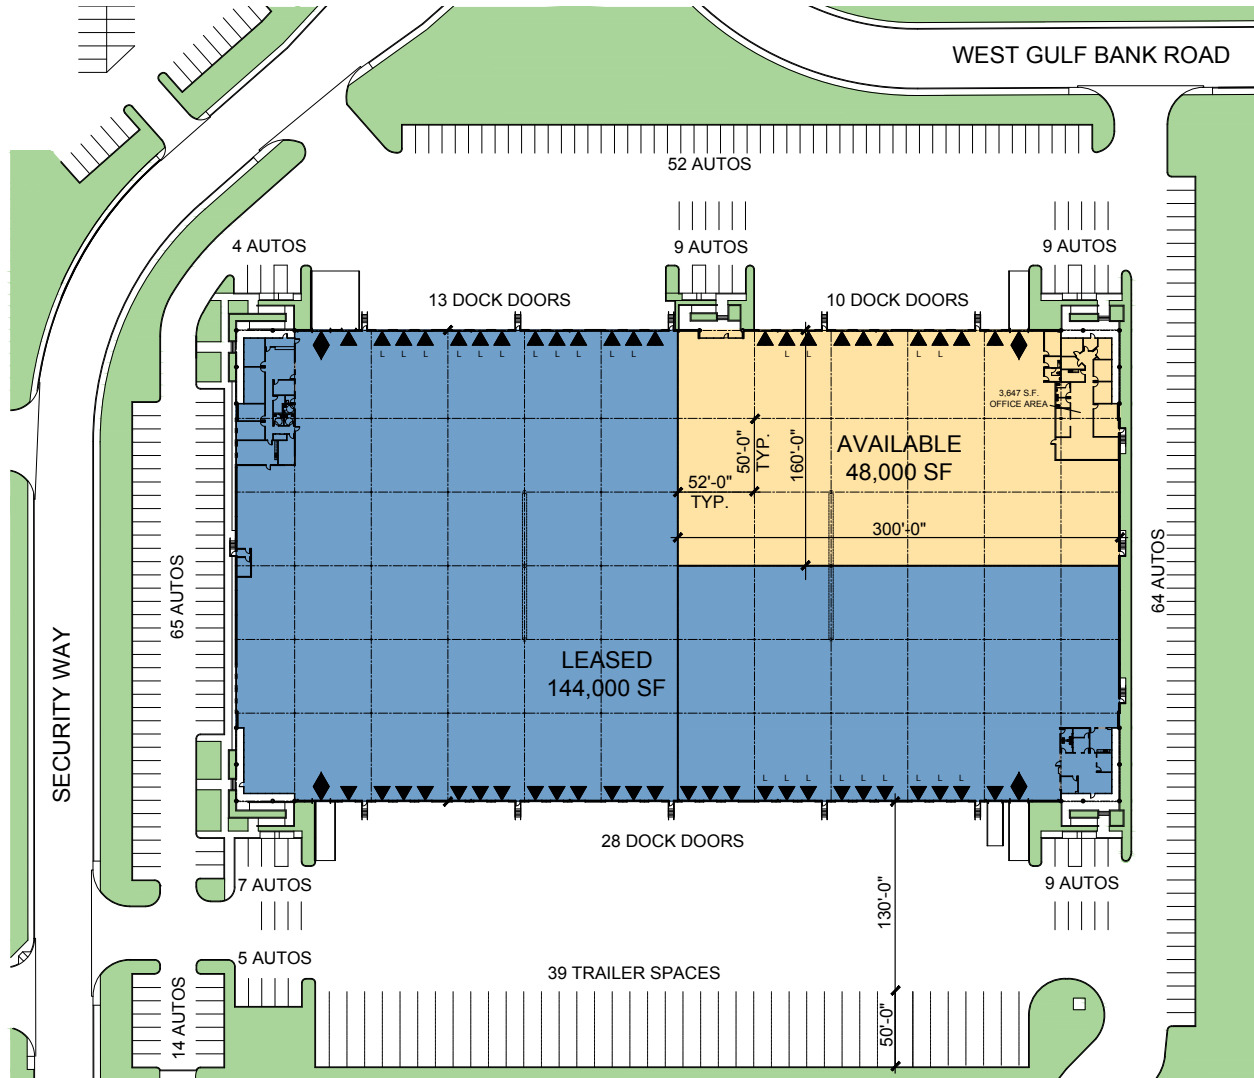 WEST GULF BANK ROAD
52 AUTOS
4 AUTOS
9 AUTOS
9 AUTOS
13 DOCK DOORS
10 DOCK DOORS
L L L L L L L L L L L
L L L L
3,647 S.F.
OFFICE AREA
AVAILABLE
48,000 SF
50'-0"
TYP.
160'-0"
52'-0"
TYP.
300'-0"
65 AUTOS
64 AUTOS
SECURITY WAY
LEASED
144,000 SF
L L L L L L L L L
28 DOCK DOORS
7 AUTOS
9 AUTOS
130'-0"
5 AUTOS
39 TRAILER SPACES
14 AUTOS
50'-0"